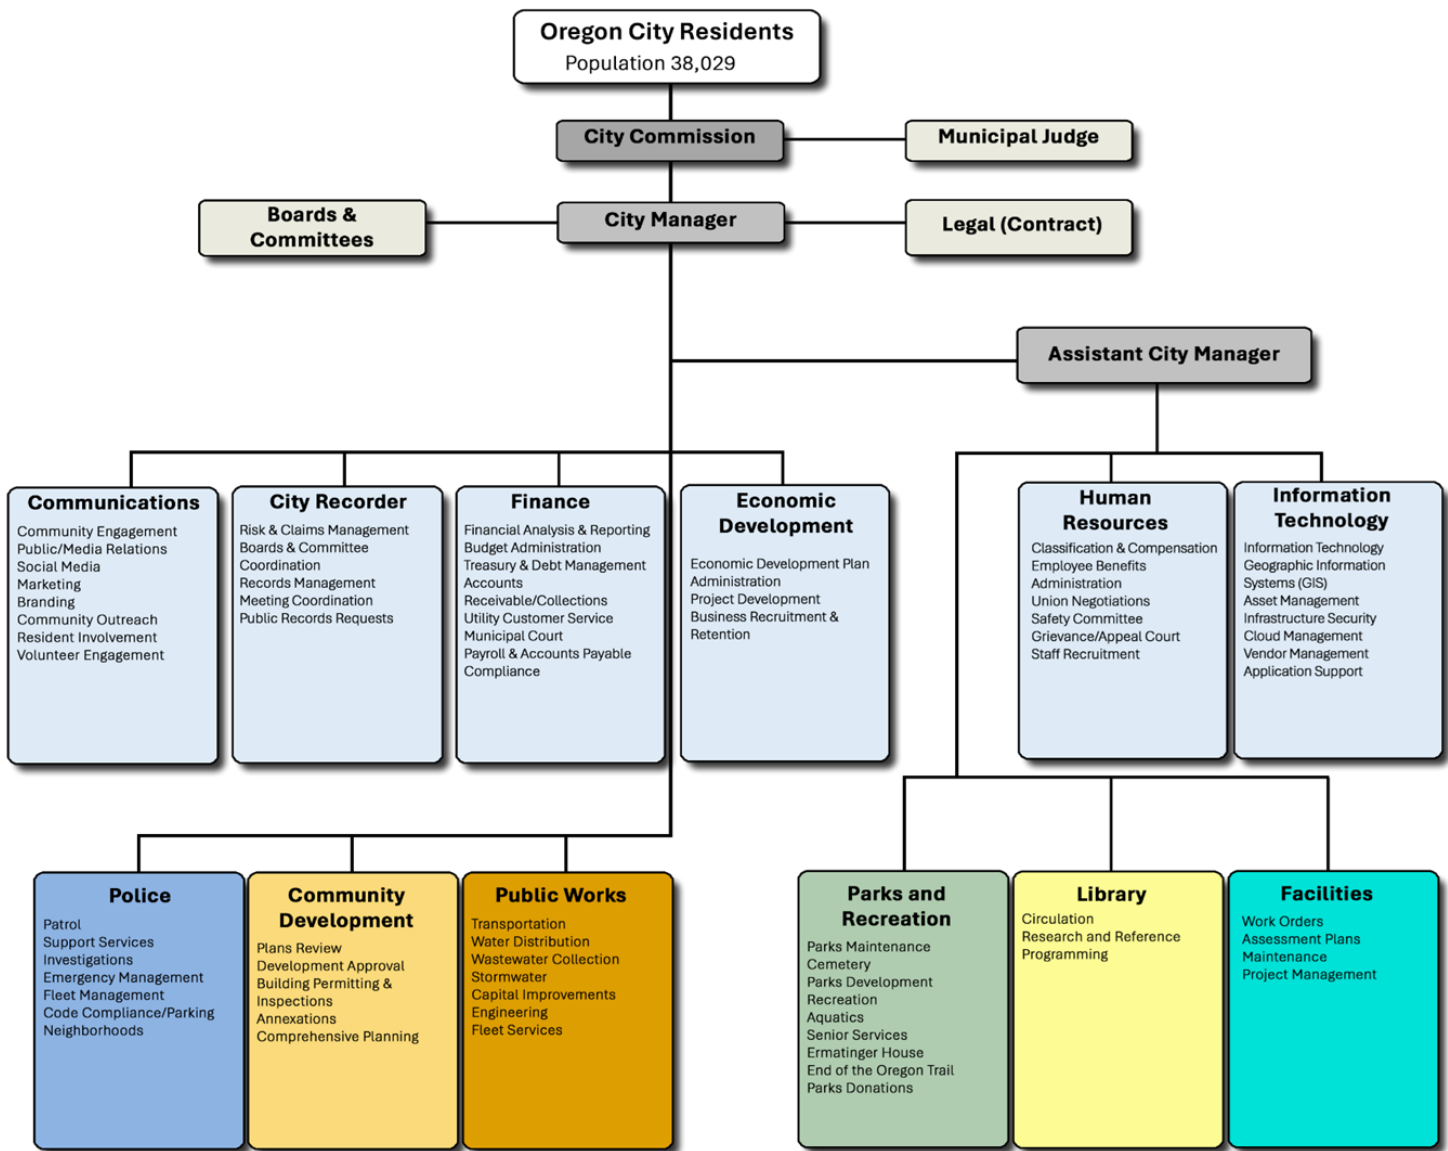 Oregon City Residents
Population 38,029
City Commission
Municipal Judge
Boards &
Committees
City Manager
Legal (Contract)
Assistant City Manager
Communications
Community Engagement
Public/Media Relations
Social Media
Marketing
Branding
Community Outreach
Resident Involvement
Volunteer Engagement
City Recorder
Risk & Claims Management
Boards & Committee
Coordination
Records Management
Meeting Coordination
Public Records Requests
Finance
Financial Analysis & Reporting
Budget Administration
Treasury & Debt Management
Accounts
Receivable/Collections
Utility Customer Service
Municipal Court
Payroll & Accounts Payable
Compliance
Economic
Development
Economic Development Plan
Administration
Project Development
Business Recruitment &
Retention
Human
Resources
Classification & Compensation
Employee Benefits
Administration
Union Negotiations
Safety Committee
Grievance/Appeal Court
Staff Recruitment
Information
Technology
Information Technology
Geographic Information
Systems (GIS)
Asset Management
Infrastructure Security
Cloud Management
Vendor Management
Application Support
Police
Patrol
Support Services
Investigations
Emergency Management
Fleet Management
Code Compliance/Parking
Neighborhoods
Community
Development
Plans Review
Development Approval
Building Permitting &
Inspections
Annexations
Comprehensive Planning
Public Works
Transportation
Water Distribution
Wastewater Collection
Stormwater
Capital Improvements
Engineering
Fleet Services
Parks and
Recreation
Parks Maintenance
Cemetery
Parks Development
Recreation
Aquatics
Senior Services
Ermatinger House
End of the Oregon Trail
Parks Donations
Library
Circulation
Research and Reference
Programming
Facilities
Work Orders
Assessment Plans
Maintenance
Project Management